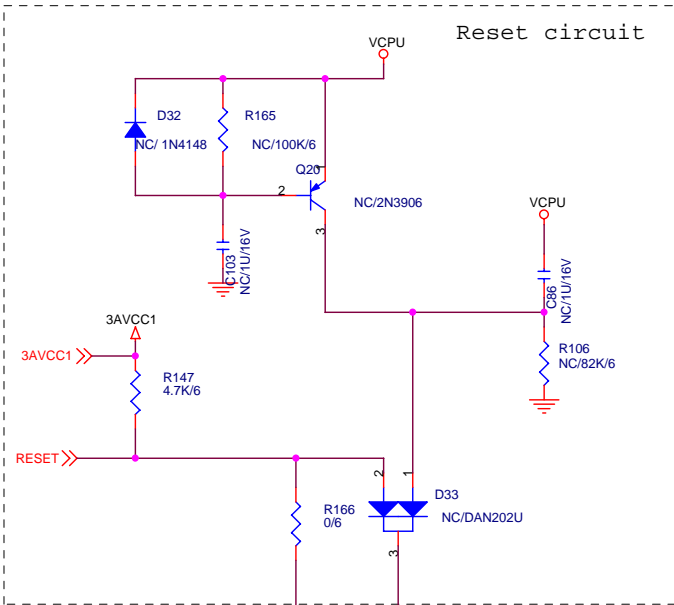 Reset circuit
VCPU
D32
NC/ 1N4148
R165
NC/100K/6
Q20
1
2
3
NC/2N3906
VCPU
C103
NC/1U/16V
C86
NC/1U/16V
3AVCC1
3AVCC1
R147
4.7K/6
R106
NC/82K/6
RESET
2
1
R166
0/6
D33
NC/DAN202U
3